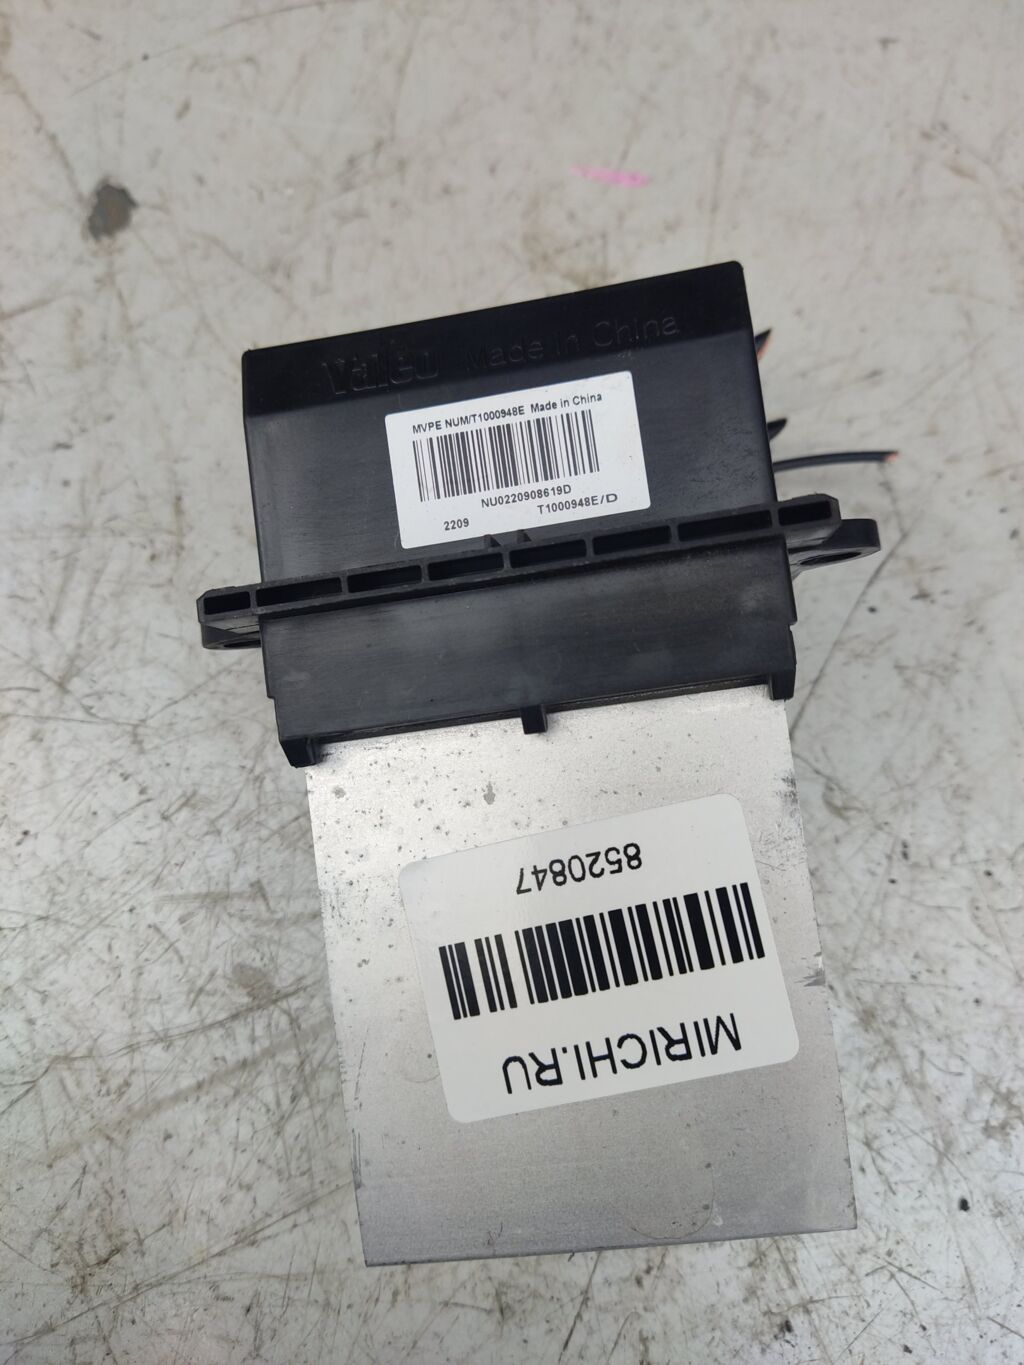 Valeo Made in China
MVPE NUM/T1000948E Made in China
NU0220908619D
2209 T1000948E/D
MIRICHI.RU
8520847